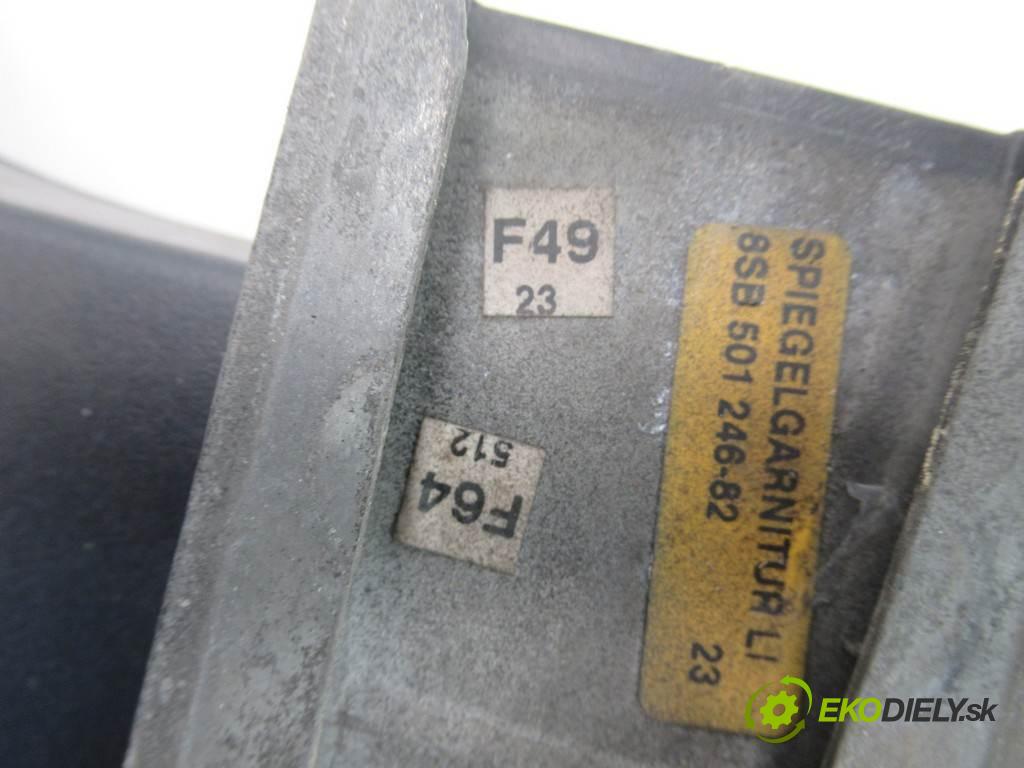 F49
23
F64
512
SPIEGELGARNITUR LI
8SB 501 246-82
23
EKODIELY.sk